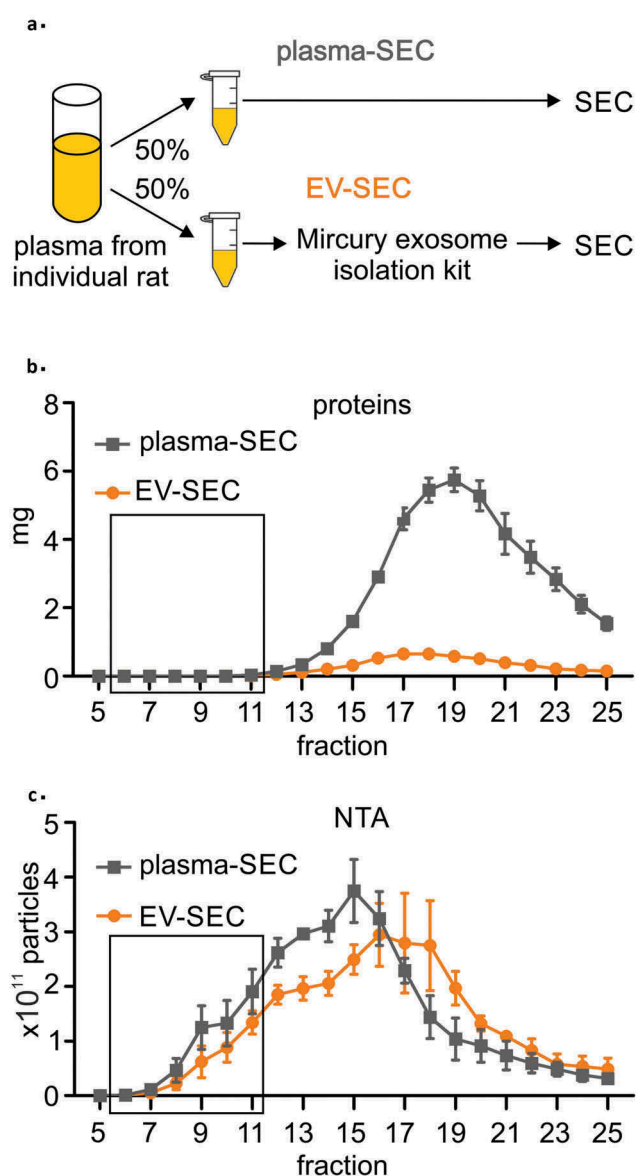 a.
plasma-SEC
50%
SEC
50%
EV-SEC
plasma from
individual rat
Mircury exosome
isolation kit
SEC
b.
proteins
plasma-SEC
EV-SEC
mg
8
6
4
2
0
5 7 9 11 13 15 17 19 21 23 25
fraction
c.
NTA
plasma-SEC
EV-SEC
x10¹¹ particles
5
4
3
2
1
0
5 7 9 11 13 15 17 19 21 23 25
fraction